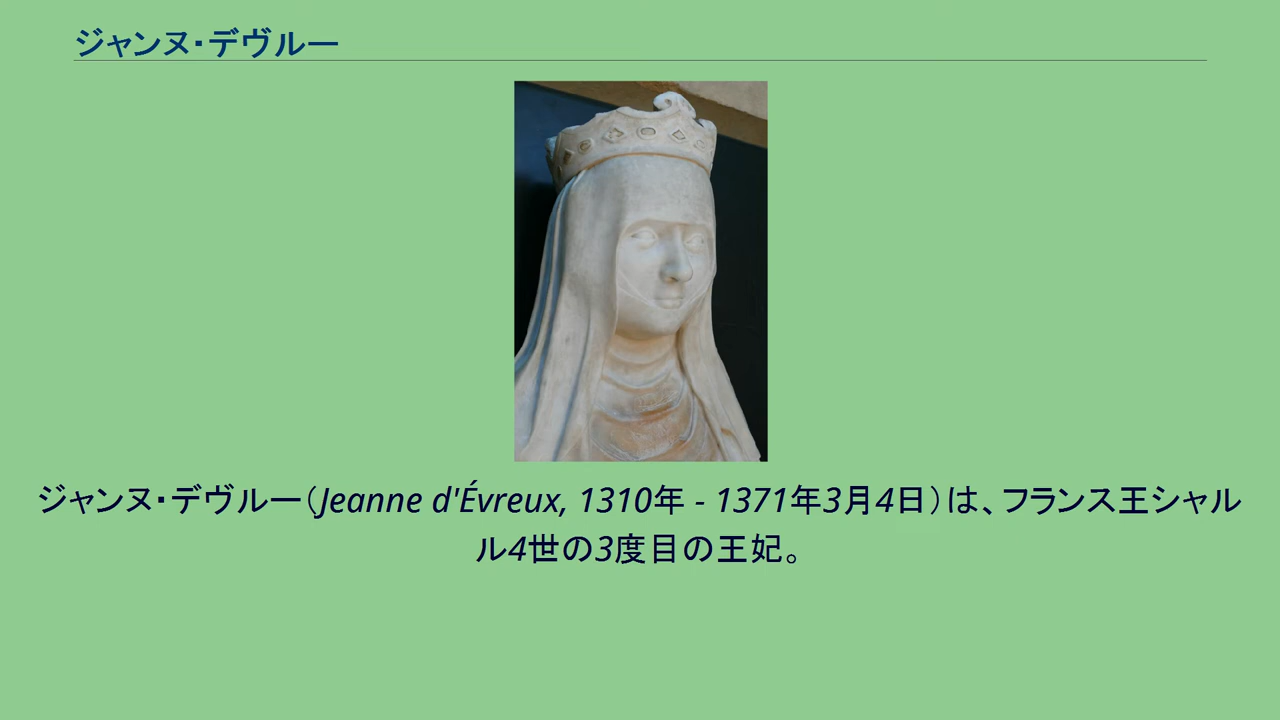 ジャンヌ・デヴルー
ジャンヌ・デヴルー（Jeanne d'Évreux, 1310年 - 1371年3月4日）は、フランス王シャル
ル4世の3度目の王妃。